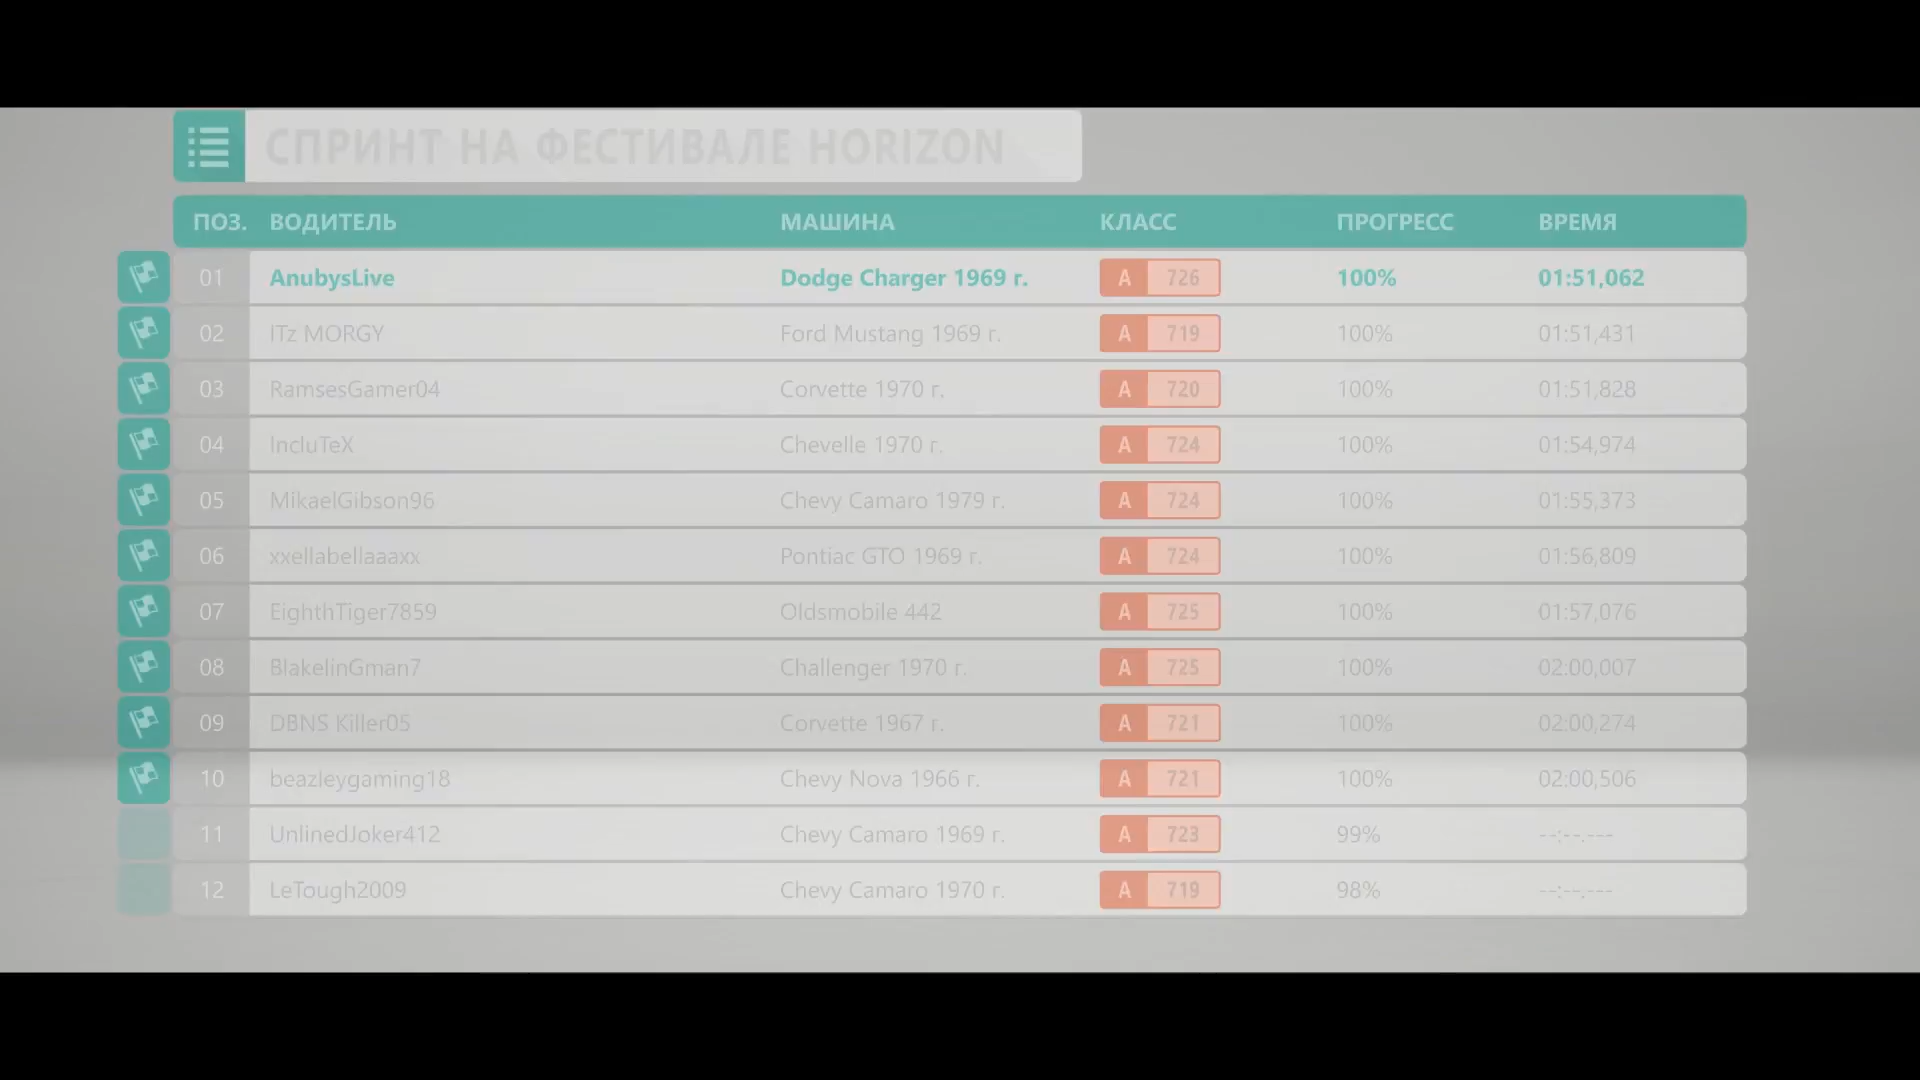 СПРИНТ НА ФЕСТИВАЛЕ HORIZON
ПОЗ. ВОДИТЕЛЬ МАШИНА КЛАСС ПРОГРЕСС ВРЕМЯ
01 AnubysLive Dodge Charger 1969 г. A 726 100% 01:51,062
02 ITz MORGY Ford Mustang 1969 г. A 719 100% 01:51,431
03 RamsesGamer04 Corvette 1970 г. A 720 100% 01:51,828
04 IncluTeX Chevelle 1970 г. A 724 100% 01:54,974
05 MikaelGibson96 Chevy Camaro 1979 г. A 724 100% 01:55,373
06 xxellabellaaaxx Pontiac GTO 1969 г. A 724 100% 01:56,809
07 EighthTiger7859 Oldsmobile 442 A 725 100% 01:57,076
08 BlakelinGman7 Challenger 1970 г. A 725 100% 02:00,007
09 DBNS Killer05 Corvette 1967 г. A 721 100% 02:00,274
10 beazleygaming18 Chevy Nova 1966 г. A 721 100% 02:00,506
11 UnlinedJoker412 Chevy Camaro 1969 г. A 723 99% --:--.---
12 LeTough2009 Chevy Camaro 1970 г. A 719 98% --:--.---